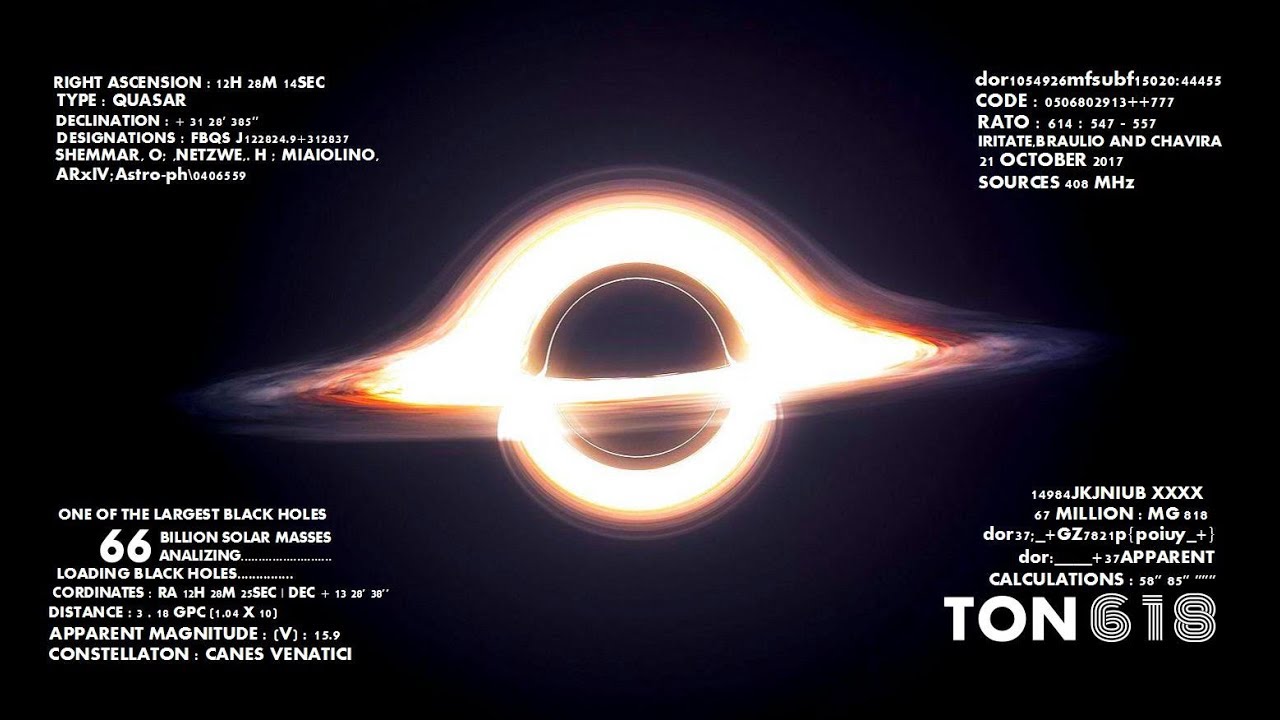 RIGHT ASCENSION : 12H 28M 14SEC
TYPE : QUASAR
DECLINATION : + 31 28' 385"
DESIGNATIONS : FBQS J122824.9+312837
SHEMMAR, O; ,NETZWE,. H ; MIAIOLINO,
ARxIV;Astro-ph\0406559
dor1054926mfsubf15020:44455
CODE : 0506802913++777
RATO : 614 : 547 - 557
IRITATE,BRAULIO AND CHAVIRA
21 OCTOBER 2017
SOURCES 408 MHz
ONE OF THE LARGEST BLACK HOLES
66 BILLION SOLAR MASSES
ANALIZING..........................
LOADING BLACK HOLES...............
CORDINATES : RA 12H 28M 25SEC | DEC + 13 28' 38''
DISTANCE : 3 . 18 GPC (1.04 X 10)
APPARENT MAGNITUDE : (V) : 15.9
CONSTELLATON : CANES VENATICI
14984JKJNIUB XXXX
67 MILLION : MG 818
dor37;_+GZ7821p{poiuy_+}
dor:____+37APPARENT
CALCULATIONS : 58" 85" """"
TON 618